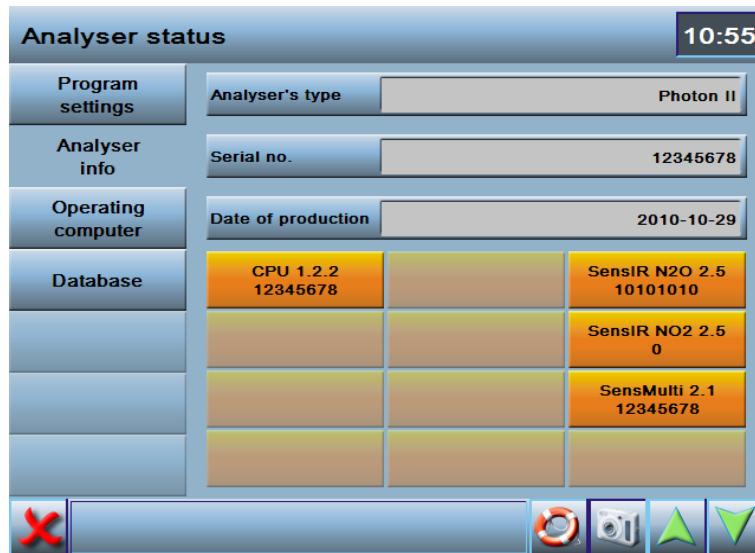 Analyser status
10:55
Program
settings
Analyser's type
Photon II
Analyser
info
Serial no.
12345678
Operating
computer
Date of production
2010-10-29
Database
CPU 1.2.2
12345678
SensIR N2O 2.5
10101010
SensIR NO2 2.5
0
SensMulti 2.1
12345678